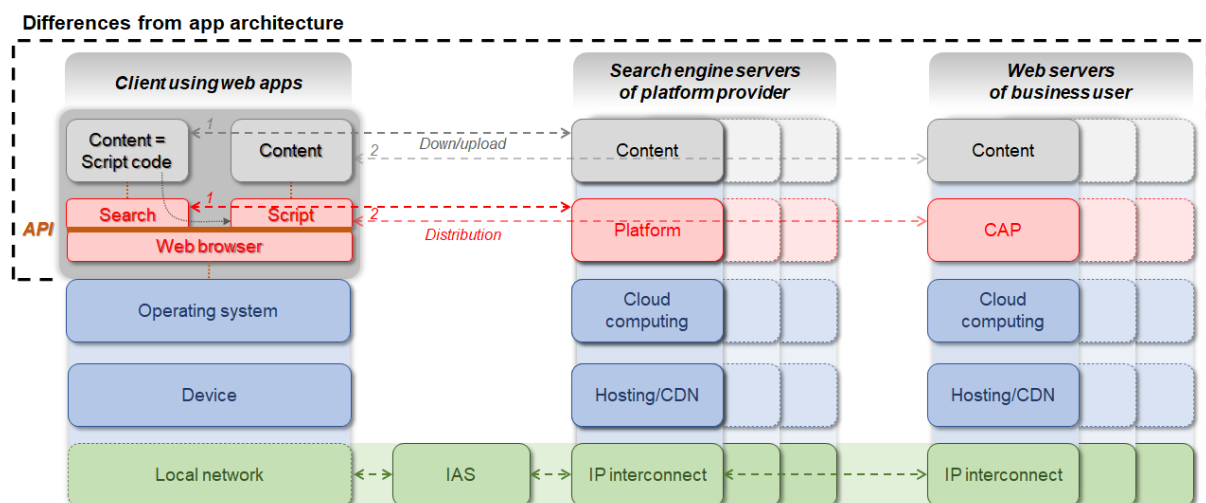 Differences from app architecture
Client using web apps
Search engine servers
of platform provider
Web servers
of business user
Content =
Script code
Content
1
Down/upload
2
Content
Content
Search
Script
1
2
Distribution
API
Web browser
Platform
CAP
Operating system
Cloud
computing
Cloud
computing
Device
Hosting/CDN
Hosting/CDN
Local network
IAS
IP interconnect
IP interconnect